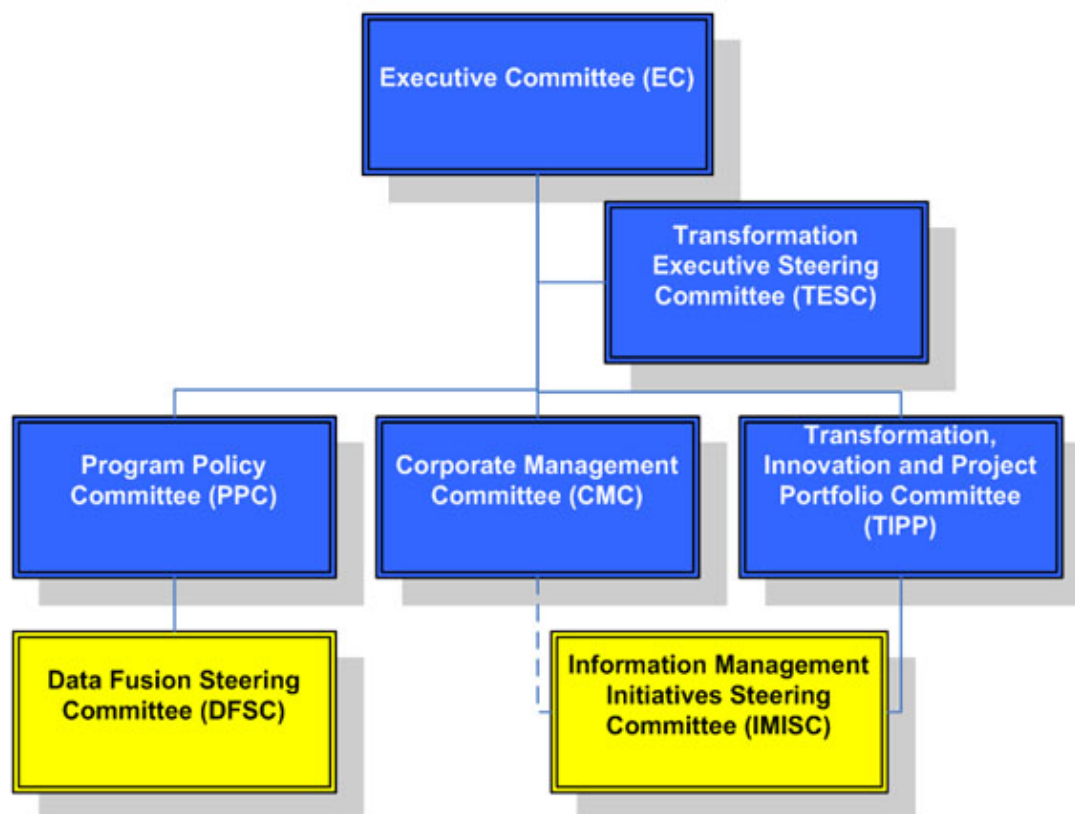 Executive Committee (EC)
Transformation
Executive Steering
Committee (TESC)
Program Policy
Committee (PPC)
Corporate Management
Committee (CMC)
Transformation,
Innovation and Project
Portfolio Committee
(TIPP)
Data Fusion Steering
Committee (DFSC)
Information Management
Initiatives Steering
Committee (IMISC)